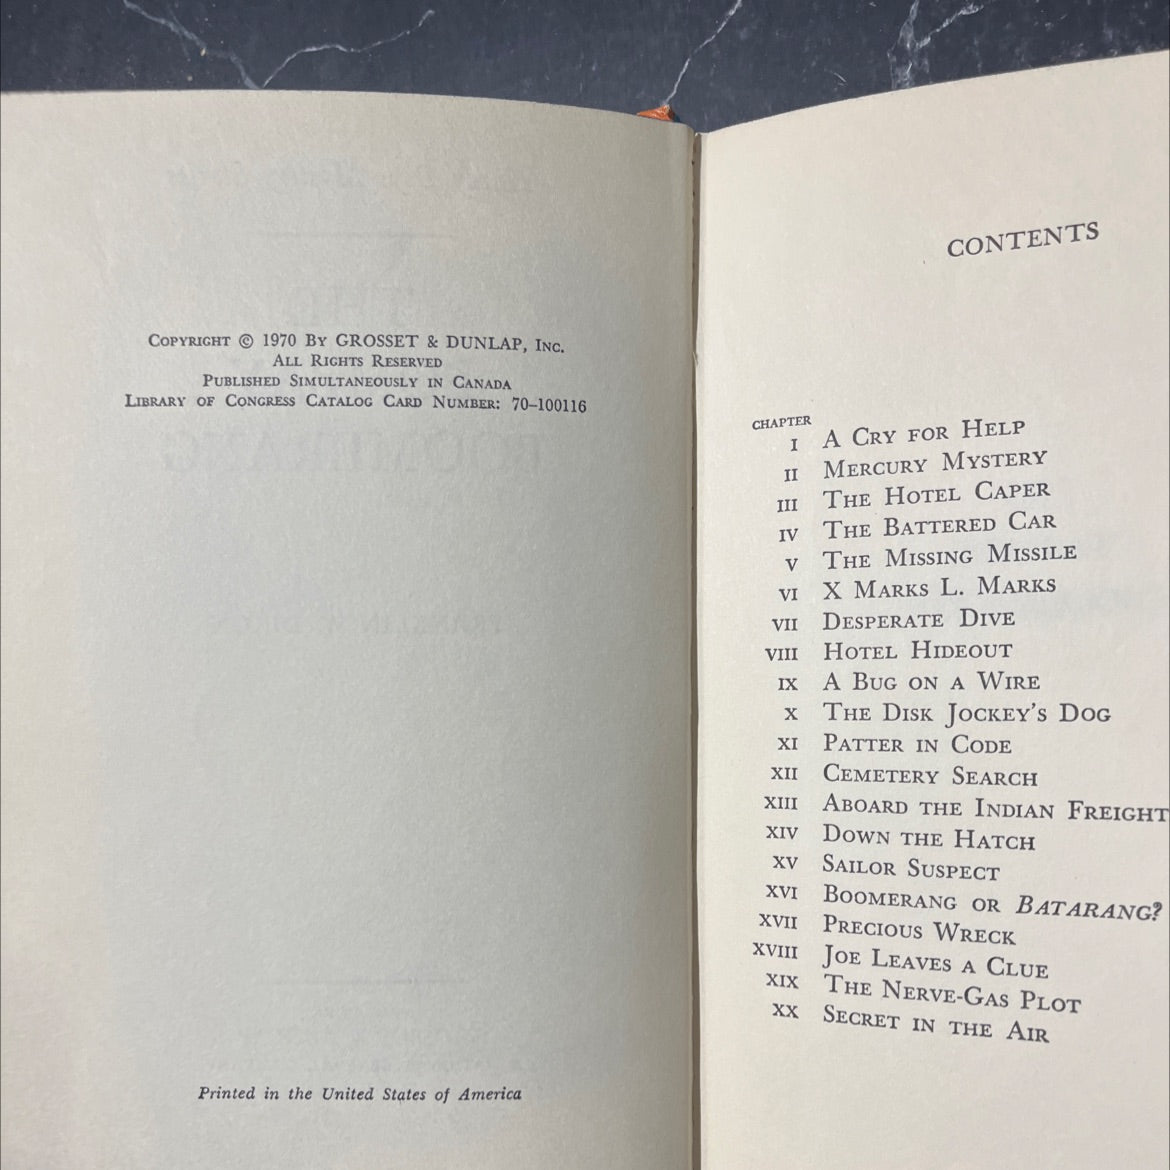 Copyright © 1970 By GROSSET & DUNLAP, Inc.
All Rights Reserved
Published Simultaneously in Canada
Library of Congress Catalog Card Number: 70–100116
Printed in the United States of America
CONTENTS
CHAPTER
I A Cry for Help
II Mercury Mystery
III The Hotel Caper
IV The Battered Car
V The Missing Missile
VI X Marks L. Marks
VII Desperate Dive
VIII Hotel Hideout
IX A Bug on a Wire
X The Disk Jockey's Dog
XI Patter in Code
XII Cemetery Search
XIII Aboard the Indian Freight
XIV Down the Hatch
XV Sailor Suspect
XVI Boomerang or Batarang?
XVII Precious Wreck
XVIII Joe Leaves a Clue
XIX The Nerve-Gas Plot
XX Secret in the Air